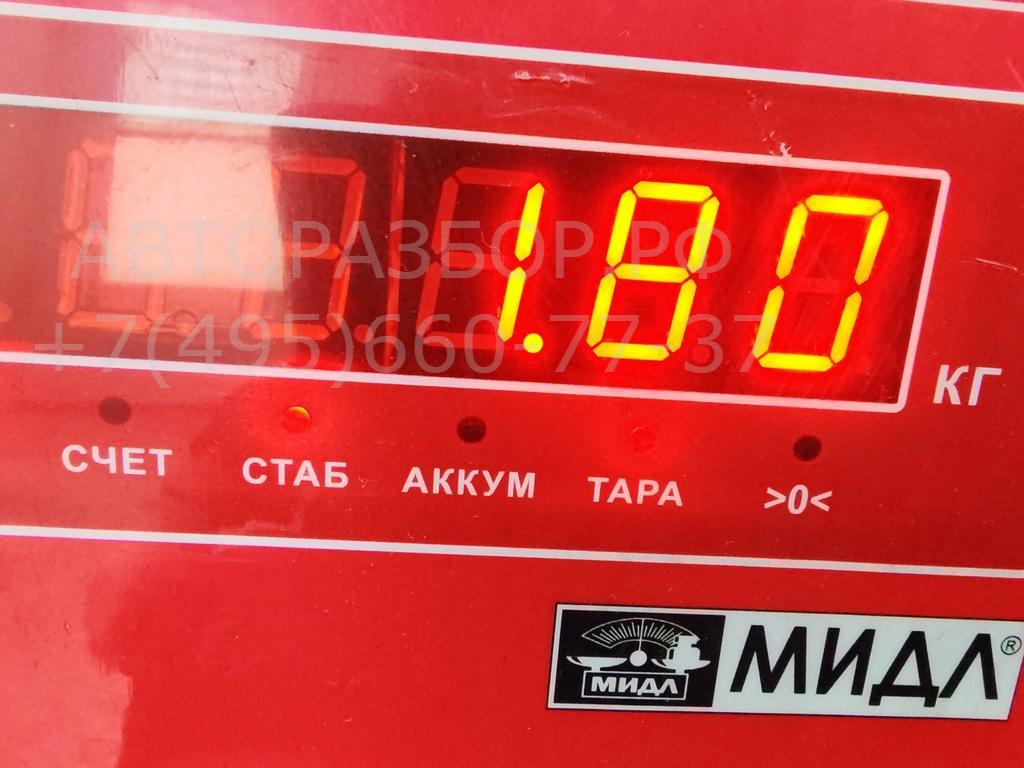 1.80
КГ
АВТОРАЗБОР.РФ
+7(495)660-77-37
СЧЕТ СТАБ АККУМ ТАРА >0<
МИДЛ МИДЛ®